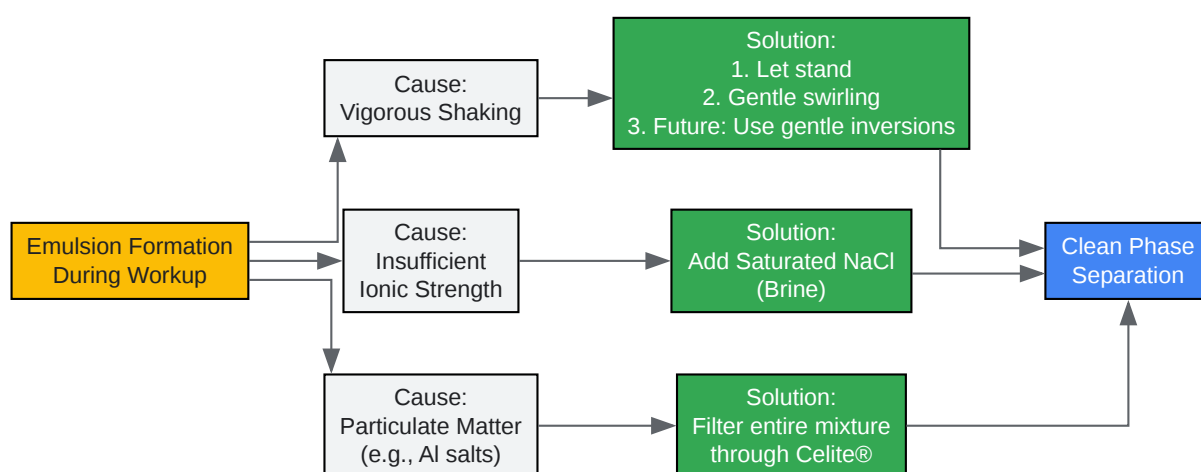 Emulsion Formation
During Workup
Cause:
Vigorous Shaking
Solution:
1. Let stand
2. Gentle swirling
3. Future: Use gentle inversions
Cause:
Insufficient
Ionic Strength
Solution:
Add Saturated NaCl
(Brine)
Cause:
Particulate Matter
(e.g., Al salts)
Solution:
Filter entire mixture
through Celite®
Clean Phase
Separation